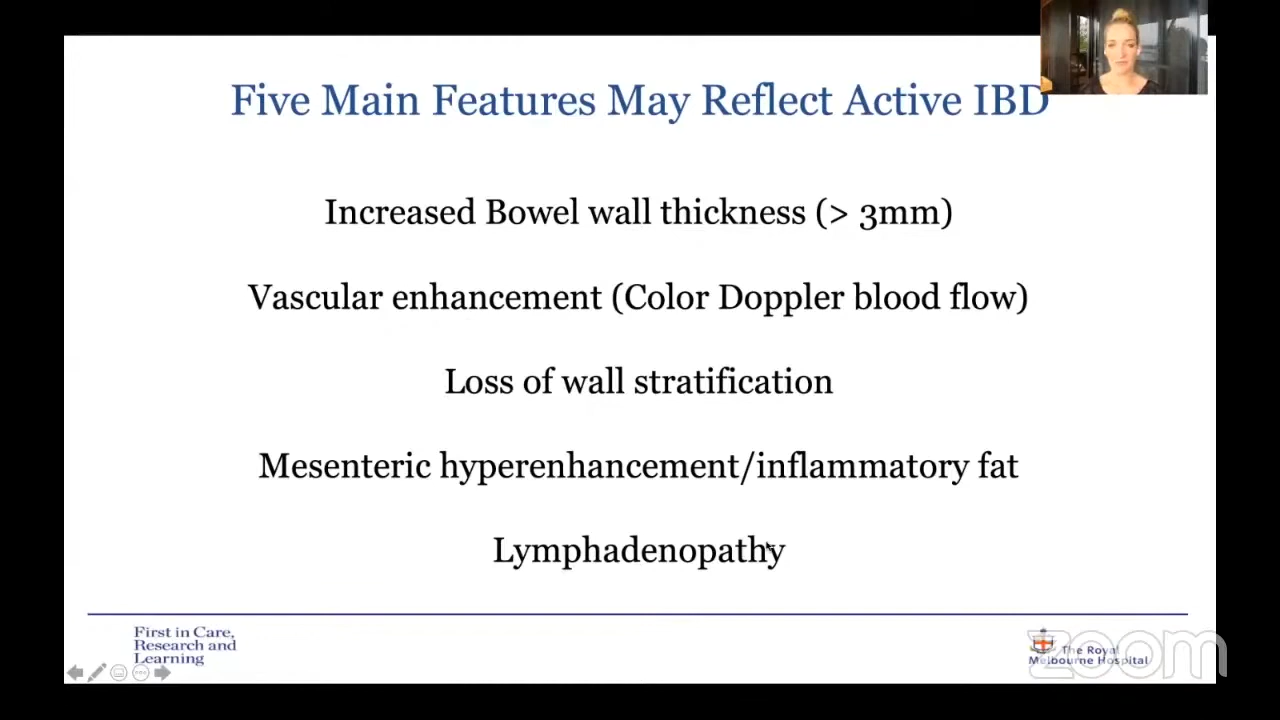 Five Main Features May Reflect Active IBD
Increased Bowel wall thickness (> 3mm)
Vascular enhancement (Color Doppler blood flow)
Loss of wall stratification
Mesenteric hyperenhancement/inflammatory fat
Lymphadenopathy
First in Care,
Research and
Learning
The Royal
Melbourne Hospital
zoom